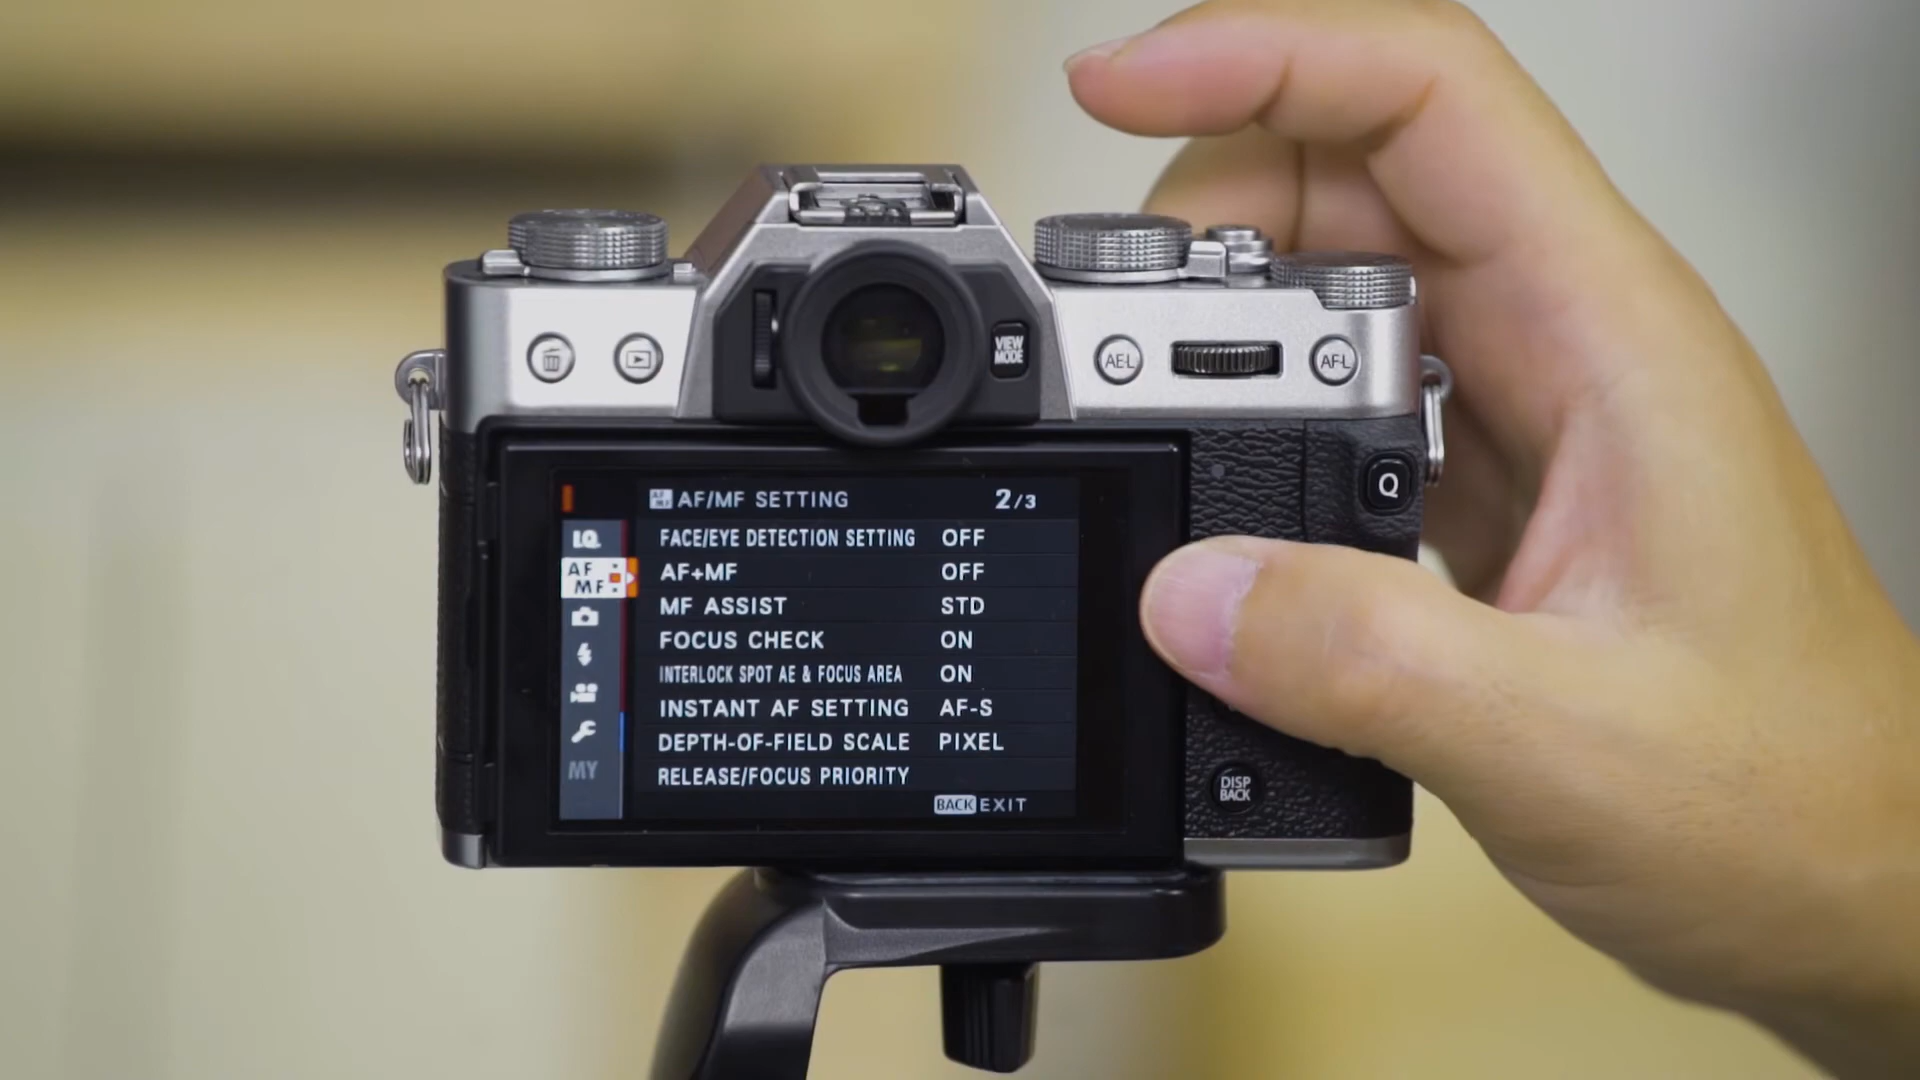 VIEW
MODE
AE-L
AF-L
Q
AF MF AF/MF SETTING 2/3
I.Q.
FACE/EYE DETECTION SETTING OFF
AF
MF
AF+MF OFF
MF ASSIST STD
FOCUS CHECK ON
INTERLOCK SPOT AE & FOCUS AREA ON
INSTANT AF SETTING AF-S
DEPTH-OF-FIELD SCALE PIXEL
MY
RELEASE/FOCUS PRIORITY
BACK EXIT
DISP
BACK